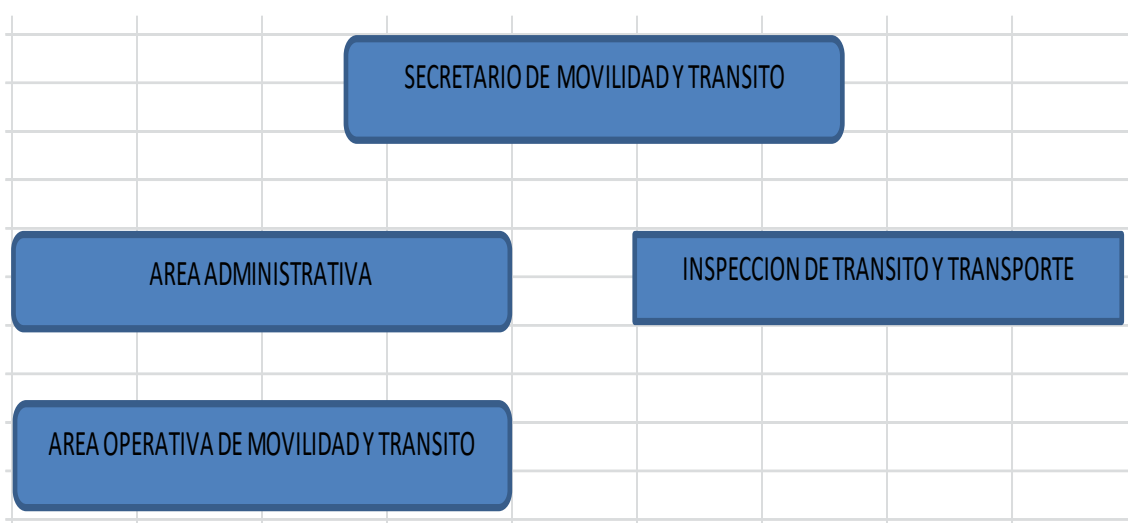 SECRETARIO DE MOVILIDAD Y TRANSITO
AREA ADMINISTRATIVA
INSPECCION DE TRANSITO Y TRANSPORTE
AREA OPERATIVA DE MOVILIDAD Y TRANSITO